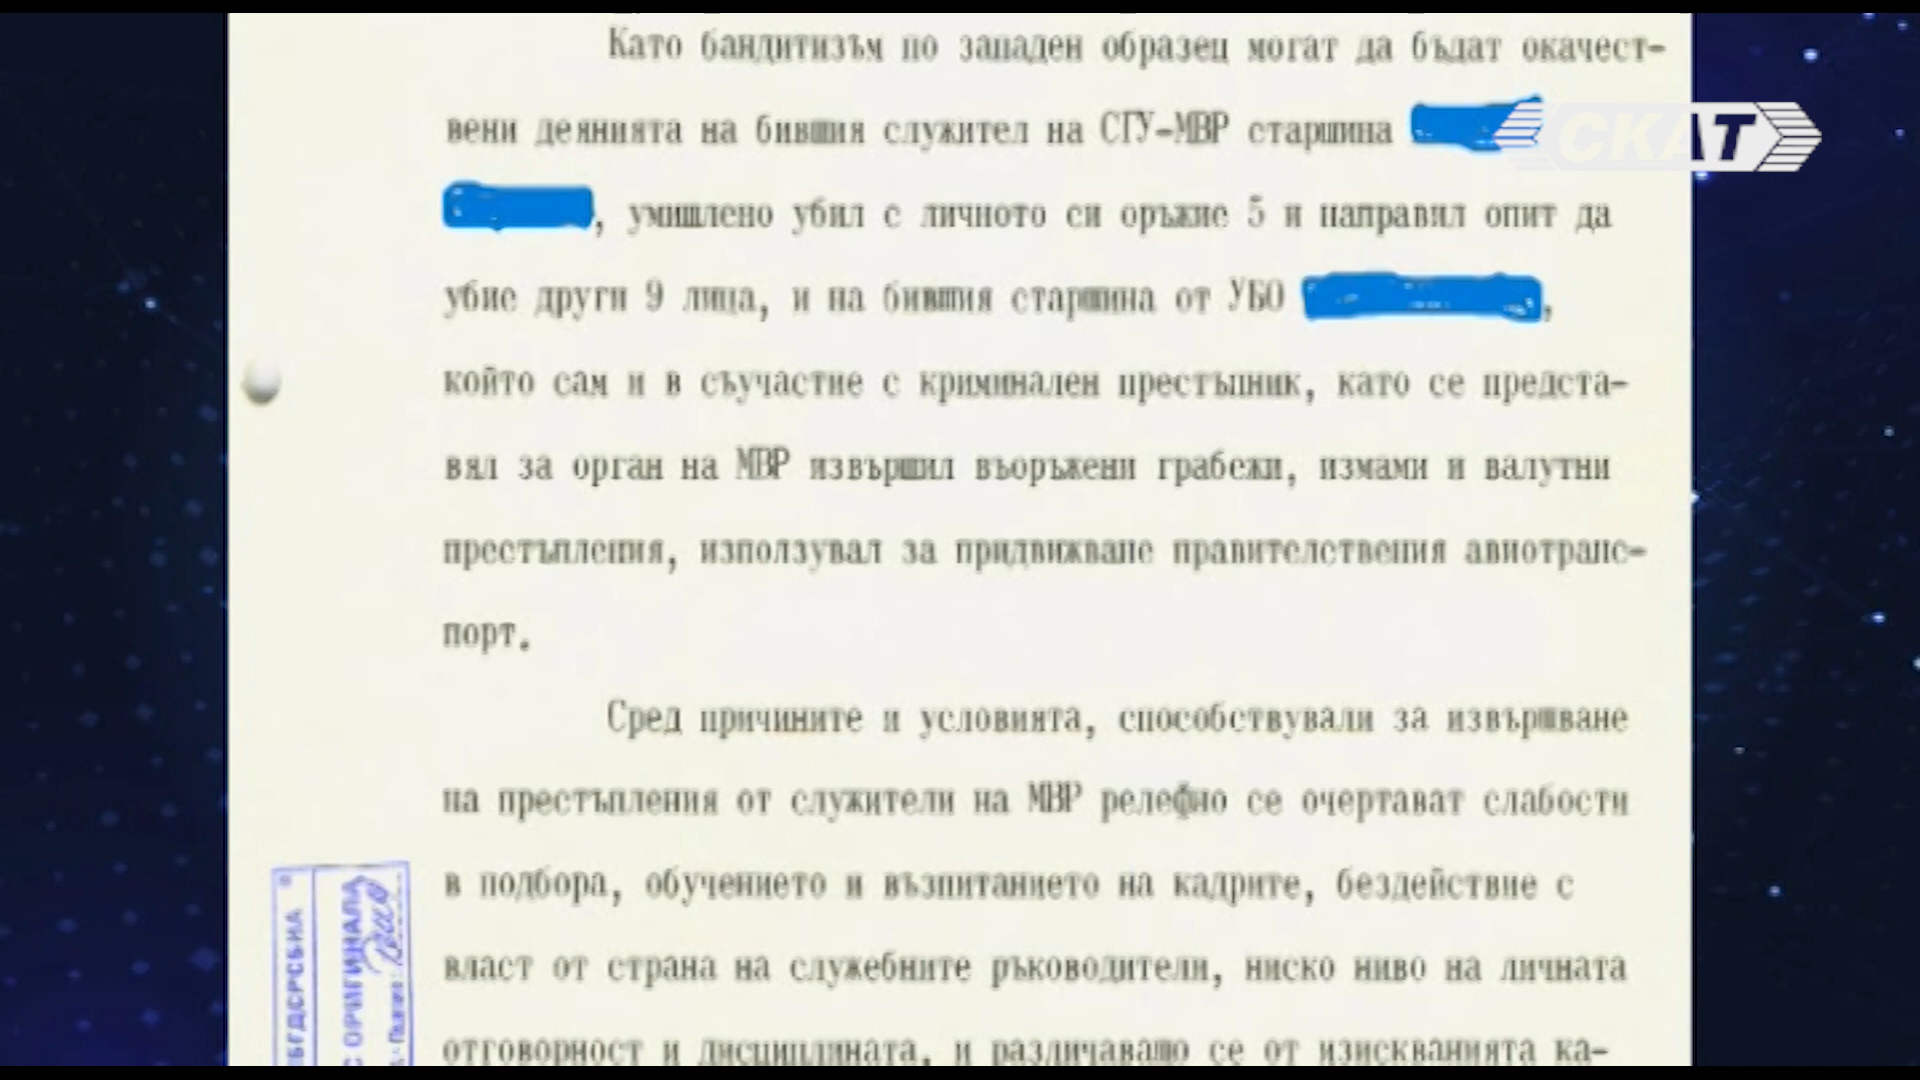 Като бандитизъм по западен образец могат да бъдат окачест-
вени деянията на бившия служител на СГУ-МВР старшина
СКАТ
, умишлено убил с личното си оръжие 5 и направил опит да
убие други 9 лица, и на бившия старшина от УБО ,
който сам и в съучастие с криминален престъпник, като се предста-
вял за орган на МВР извършил въоръжени грабежи, измами и валутни
престъпления, използувал за придвижване правителствения авиотранс-
порт.
Сред причините и условията, способствували за извършване
на престъпления от служители на МВР релефно се очертават слабости
в подбора, обучението и възпитанието на кадрите, бездействие с
власт от страна на служебните ръководители, ниско ниво на личната
отговорност и дисциплината, и различаващо се от изискванията ка-
БГДСРСБНА
С ОРИГИНАЛА